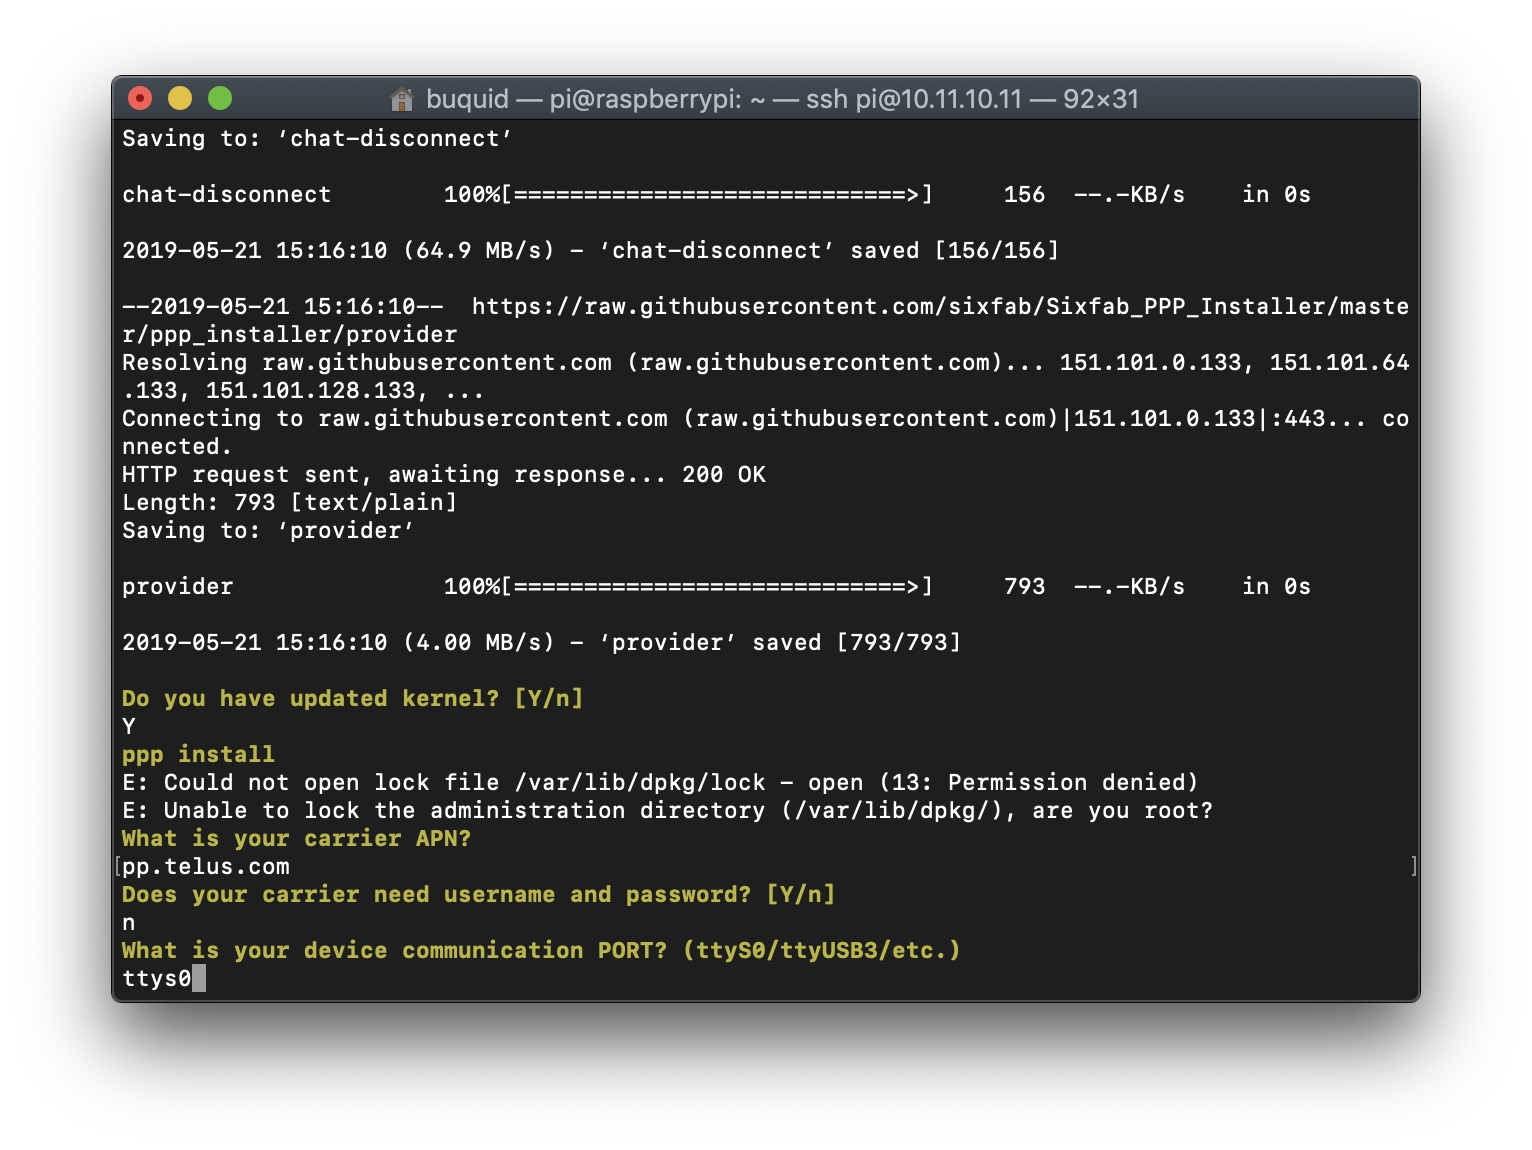 buquid — pi@raspberrypi: ~ — ssh pi@10.11.10.11 — 92×31
Saving to: ‘chat-disconnect’
chat-disconnect 100%[============================>] 156 --.-KB/s in 0s
2019-05-21 15:16:10 (64.9 MB/s) - ‘chat-disconnect’ saved [156/156]
--2019-05-21 15:16:10-- https://raw.githubusercontent.com/sixfab/Sixfab_PPP_Installer/maste
r/ppp_installer/provider
Resolving raw.githubusercontent.com (raw.githubusercontent.com)... 151.101.0.133, 151.101.64
.133, 151.101.128.133, ...
Connecting to raw.githubusercontent.com (raw.githubusercontent.com)|151.101.0.133|:443... co
nnected.
HTTP request sent, awaiting response... 200 OK
Length: 793 [text/plain]
Saving to: ‘provider’
provider 100%[============================>] 793 --.-KB/s in 0s
2019-05-21 15:16:10 (4.00 MB/s) - ‘provider’ saved [793/793]
Do you have updated kernel? [Y/n]
Y
ppp install
E: Could not open lock file /var/lib/dpkg/lock - open (13: Permission denied)
E: Unable to lock the administration directory (/var/lib/dpkg/), are you root?
What is your carrier APN?
[pp.telus.com ]
Does your carrier need username and password? [Y/n]
n
What is your device communication PORT? (ttyS0/ttyUSB3/etc.)
ttys0